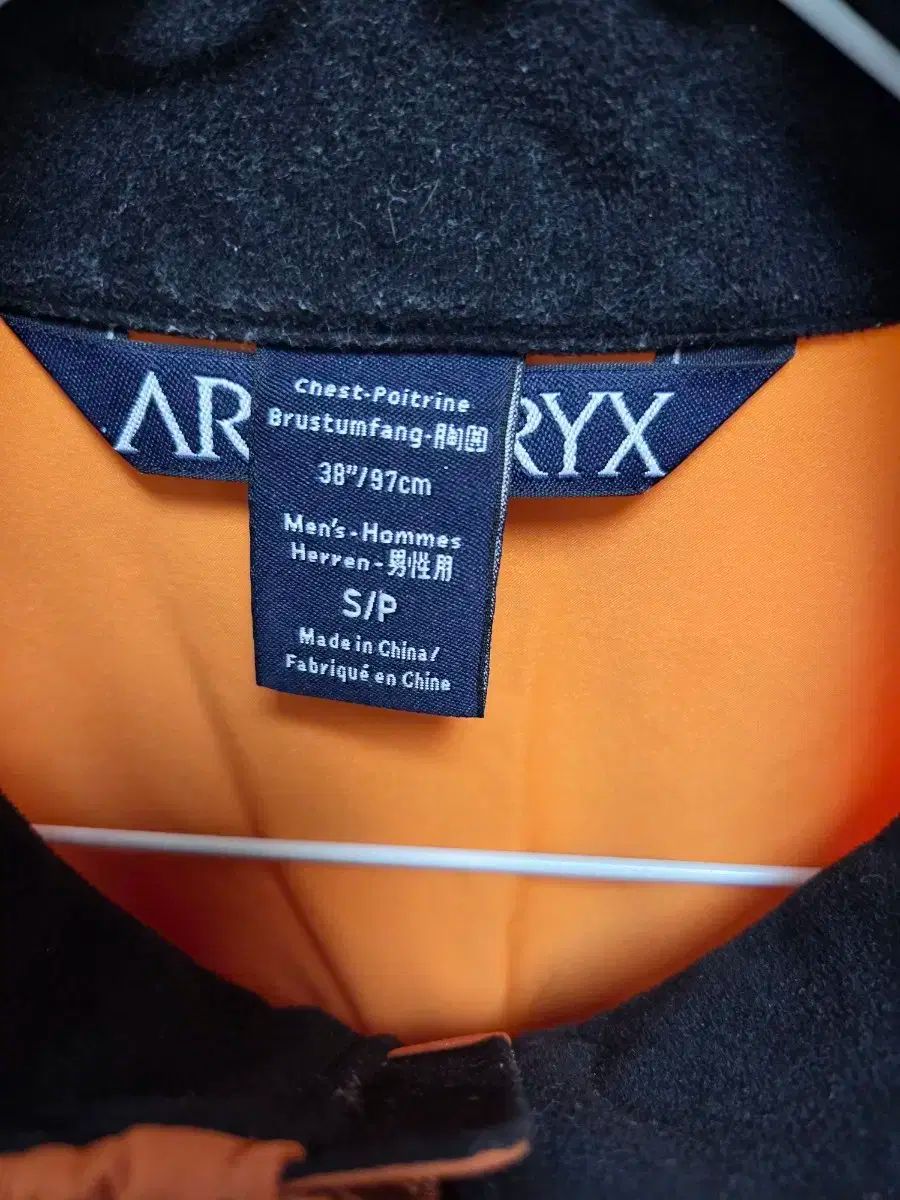 AR RYX
Chest-Poitrine
Brustumfang-胸囲
38"/97cm
Men's-Hommes
Herren-男性用
S/P
Made in China/
Fabriqué en Chine